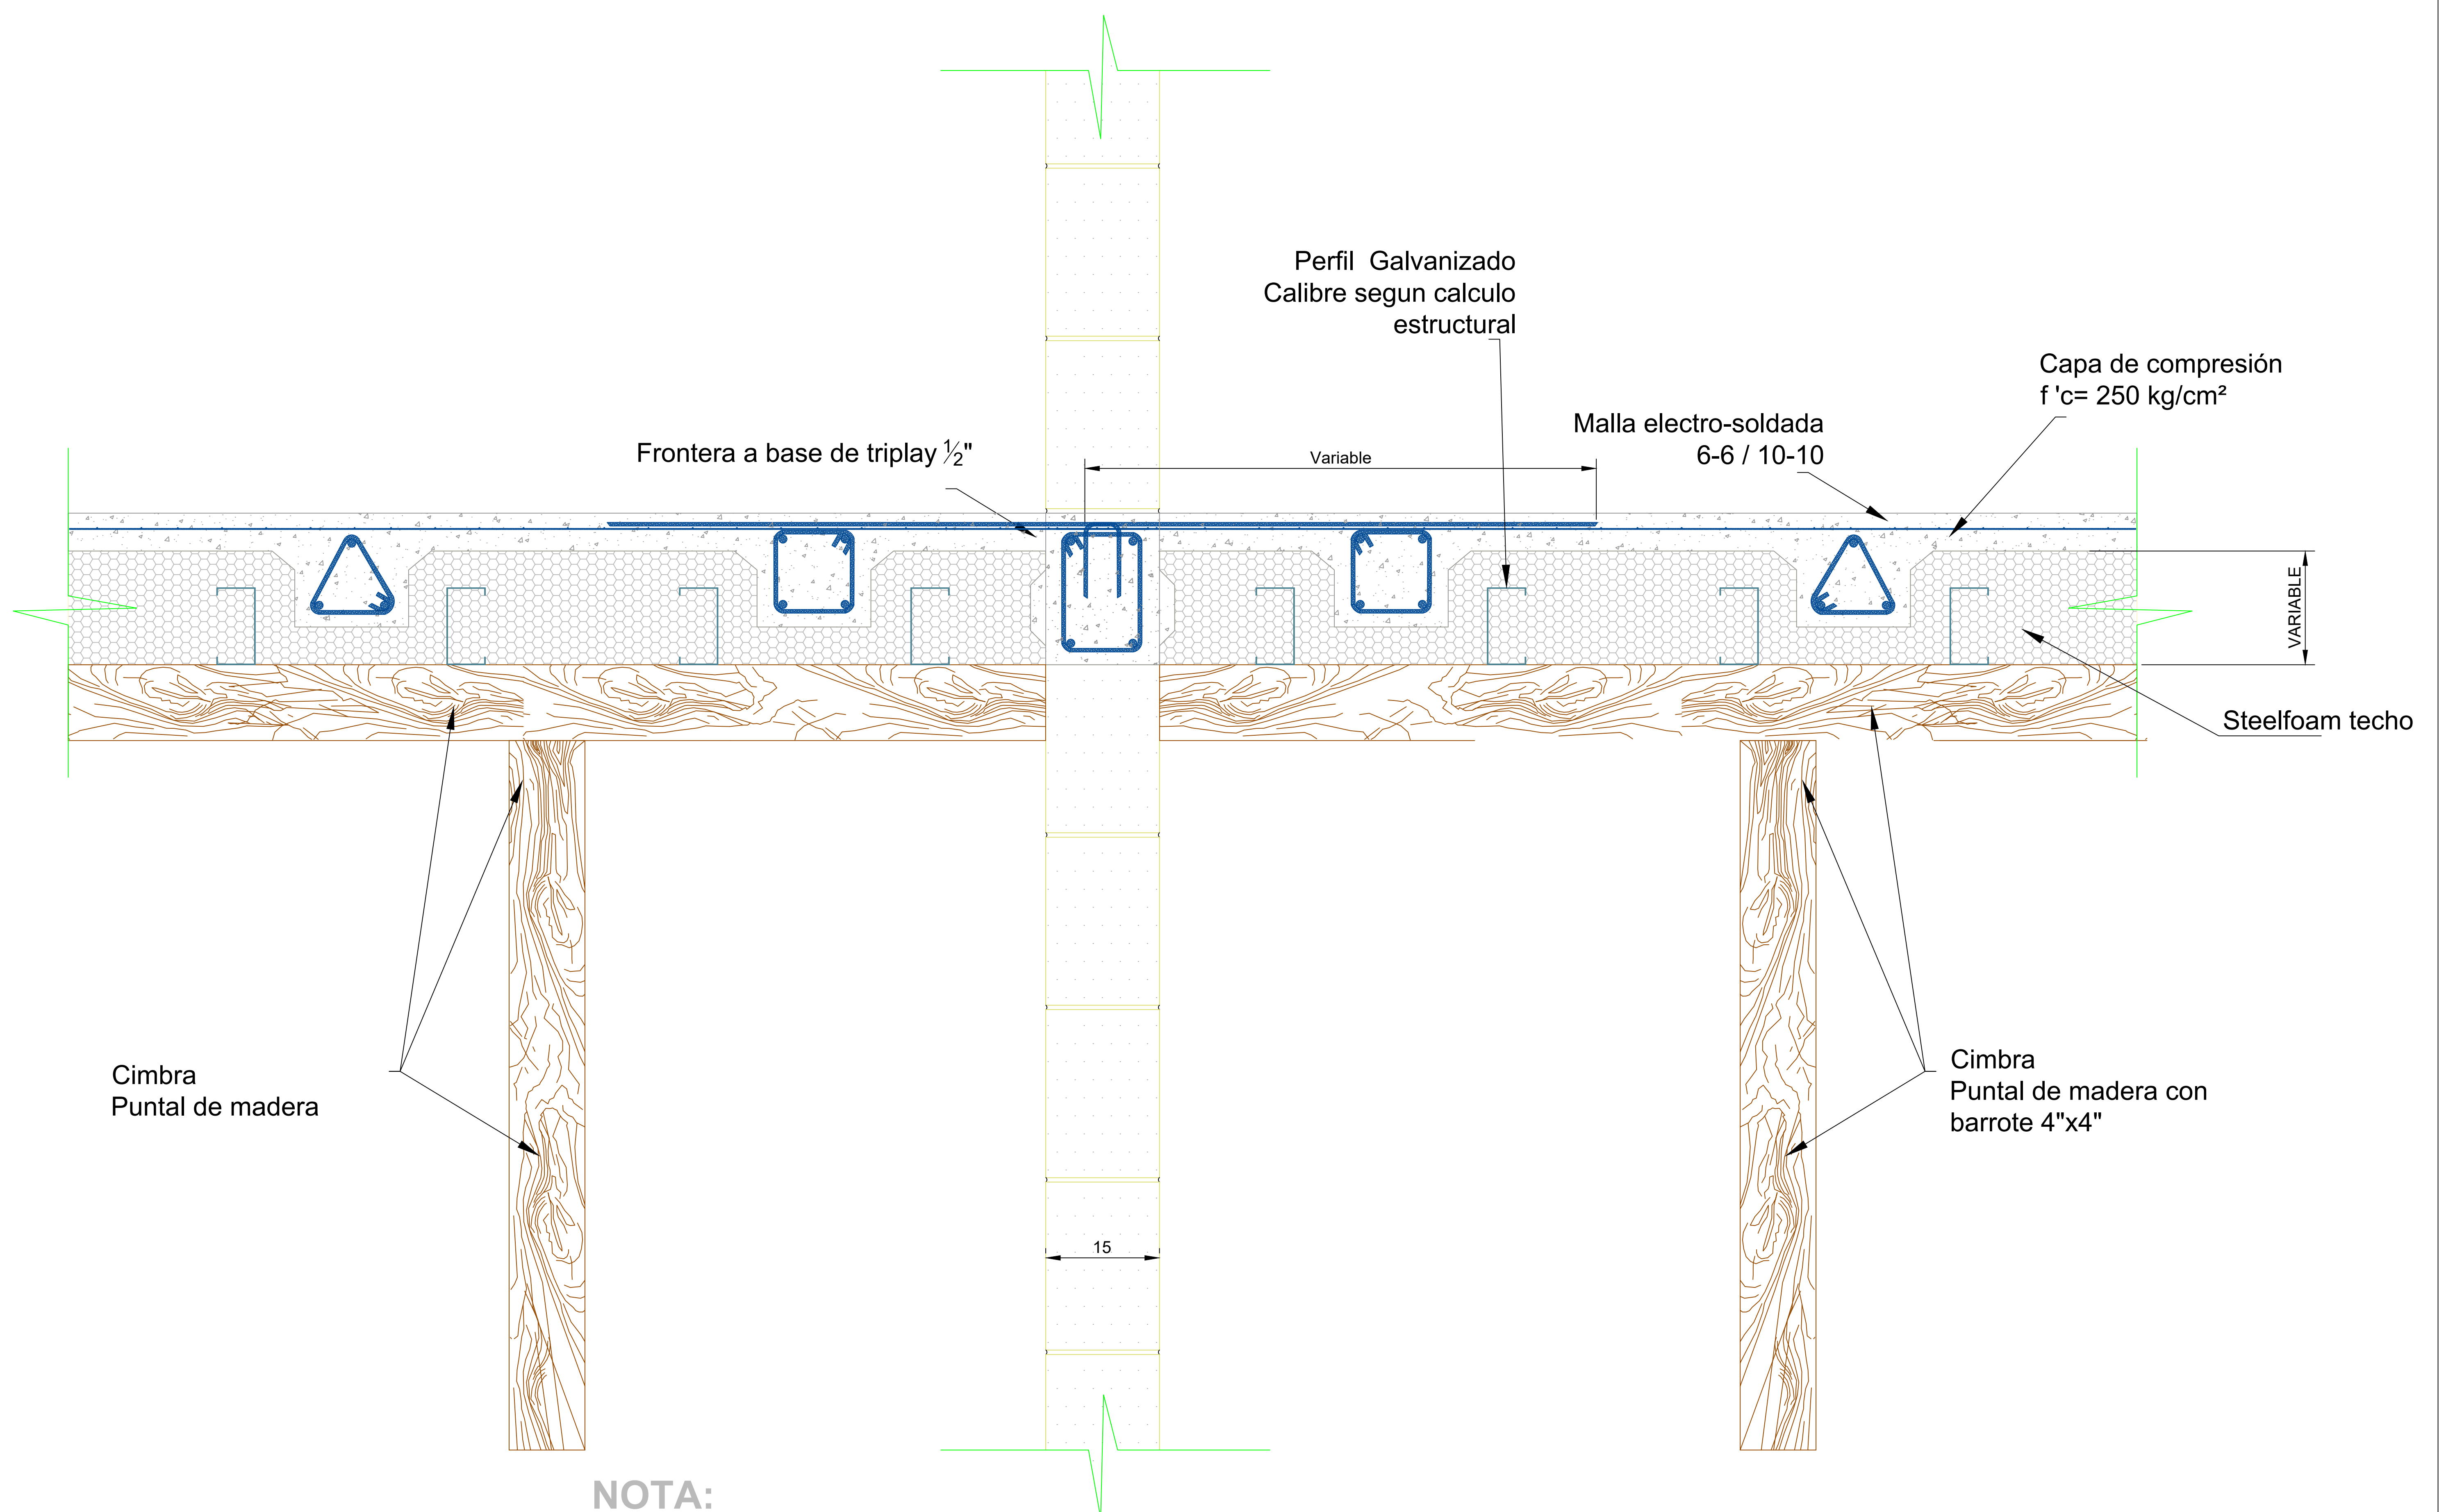 Perfil Galvanizado
Calibre segun calculo
estructural
Capa de compresión
f 'c= 250 kg/cm²
Malla electro-soldada
6-6 / 10-10
Frontera a base de triplay ½"
Variable
VARIABLE
Steelfoam techo
Cimbra
Puntal de madera
Cimbra
Puntal de madera con
barrote 4"x4"
15
NOTA: